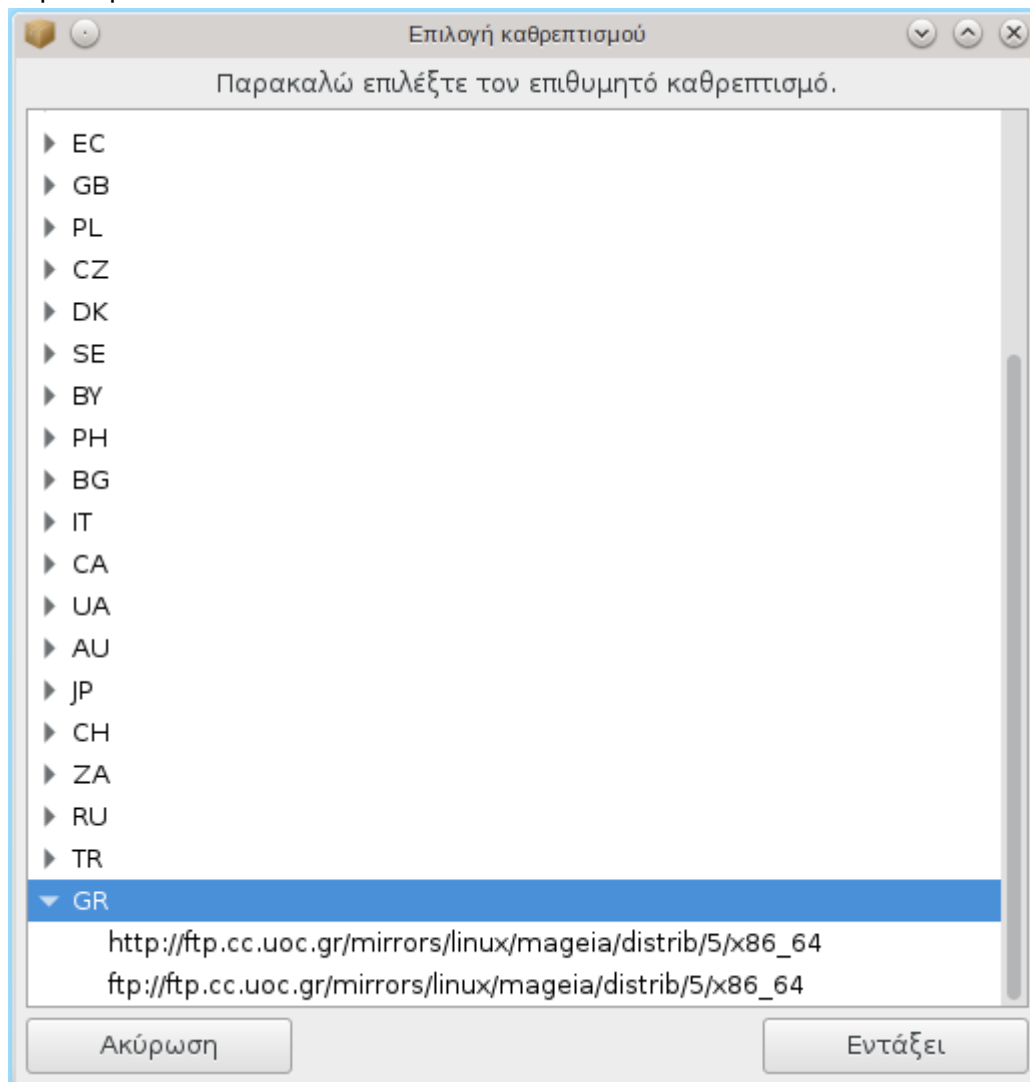 Επιλογή καθρεπτισμού
Παρακαλώ επιλέξτε τον επιθυμητό καθρεπτισμό.
EC
GB
PL
CZ
DK
SE
BY
PH
BG
IT
CA
UA
AU
JP
CH
ZA
RU
TR
GR
http://ftp.cc.uoc.gr/mirrors/linux/mageia/distrib/5/x86_64
ftp://ftp.cc.uoc.gr/mirrors/linux/mageia/distrib/5/x86_64
Ακύρωση Εντάξει